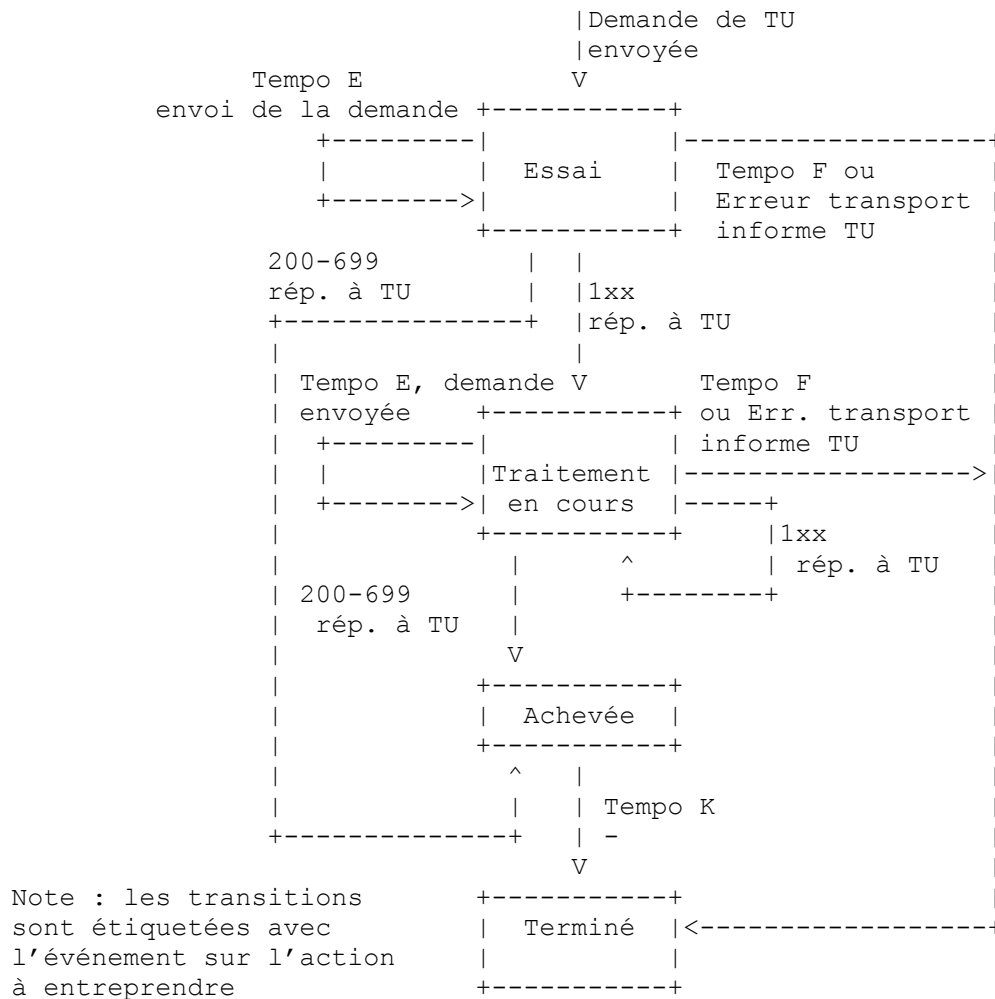 Demande de TU
envoyée
Tempo E
envoi de la demande
Essai
Tempo F ou
Erreur transport
informe TU
200-699
rép. à TU
1xx
rép. à TU
Tempo E, demande
envoyée
Tempo F
ou Err. transport
informe TU
Traitement
en cours
1xx
rép. à TU
200-699
rép. à TU
Achevée
Tempo K
-
Note : les transitions
sont étiquetées avec
l’événement sur l’action
à entreprendre
Terminé